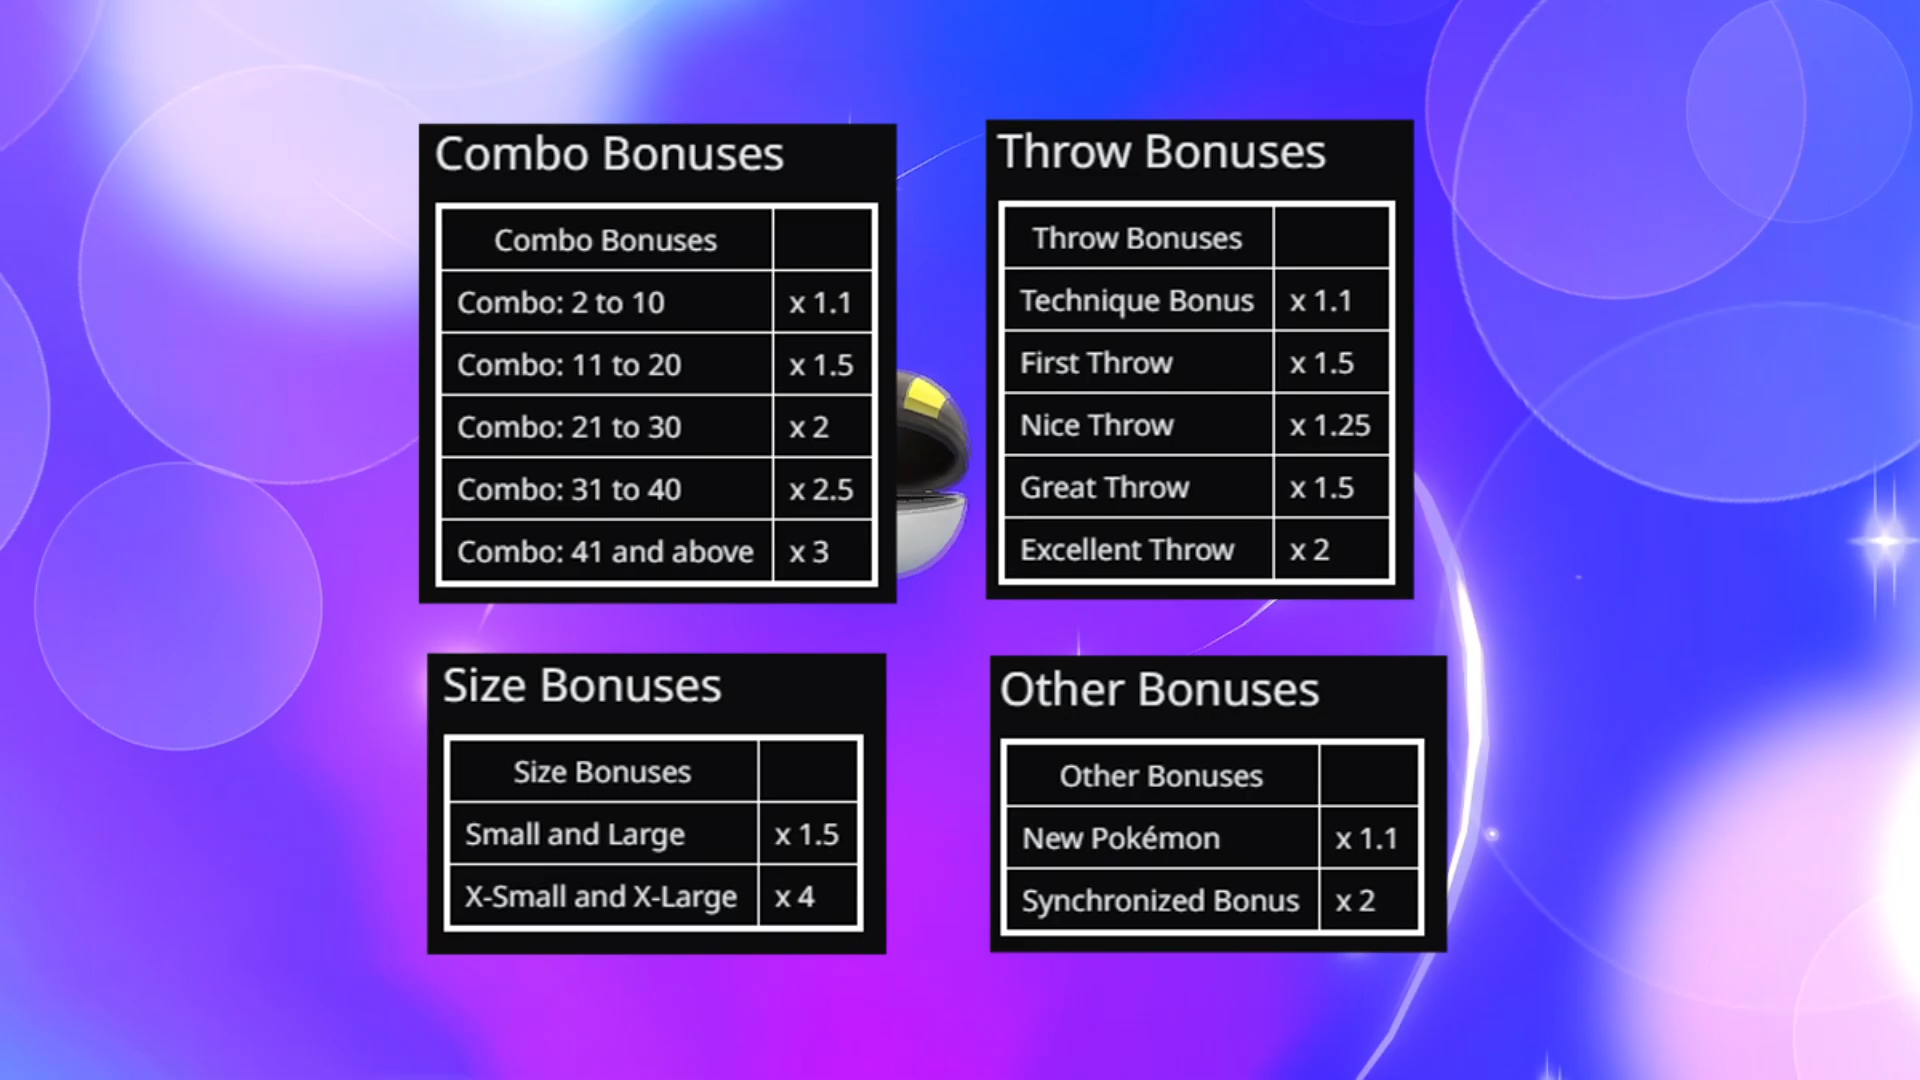 Combo Bonuses
Combo Bonuses
Combo: 2 to 10 x 1.1
Combo: 11 to 20 x 1.5
Combo: 21 to 30 x 2
Combo: 31 to 40 x 2.5
Combo: 41 and above x 3
Throw Bonuses
Throw Bonuses
Technique Bonus x 1.1
First Throw x 1.5
Nice Throw x 1.25
Great Throw x 1.5
Excellent Throw x 2
Size Bonuses
Size Bonuses
Small and Large x 1.5
X-Small and X-Large x 4
Other Bonuses
Other Bonuses
New Pokémon x 1.1
Synchronized Bonus x 2